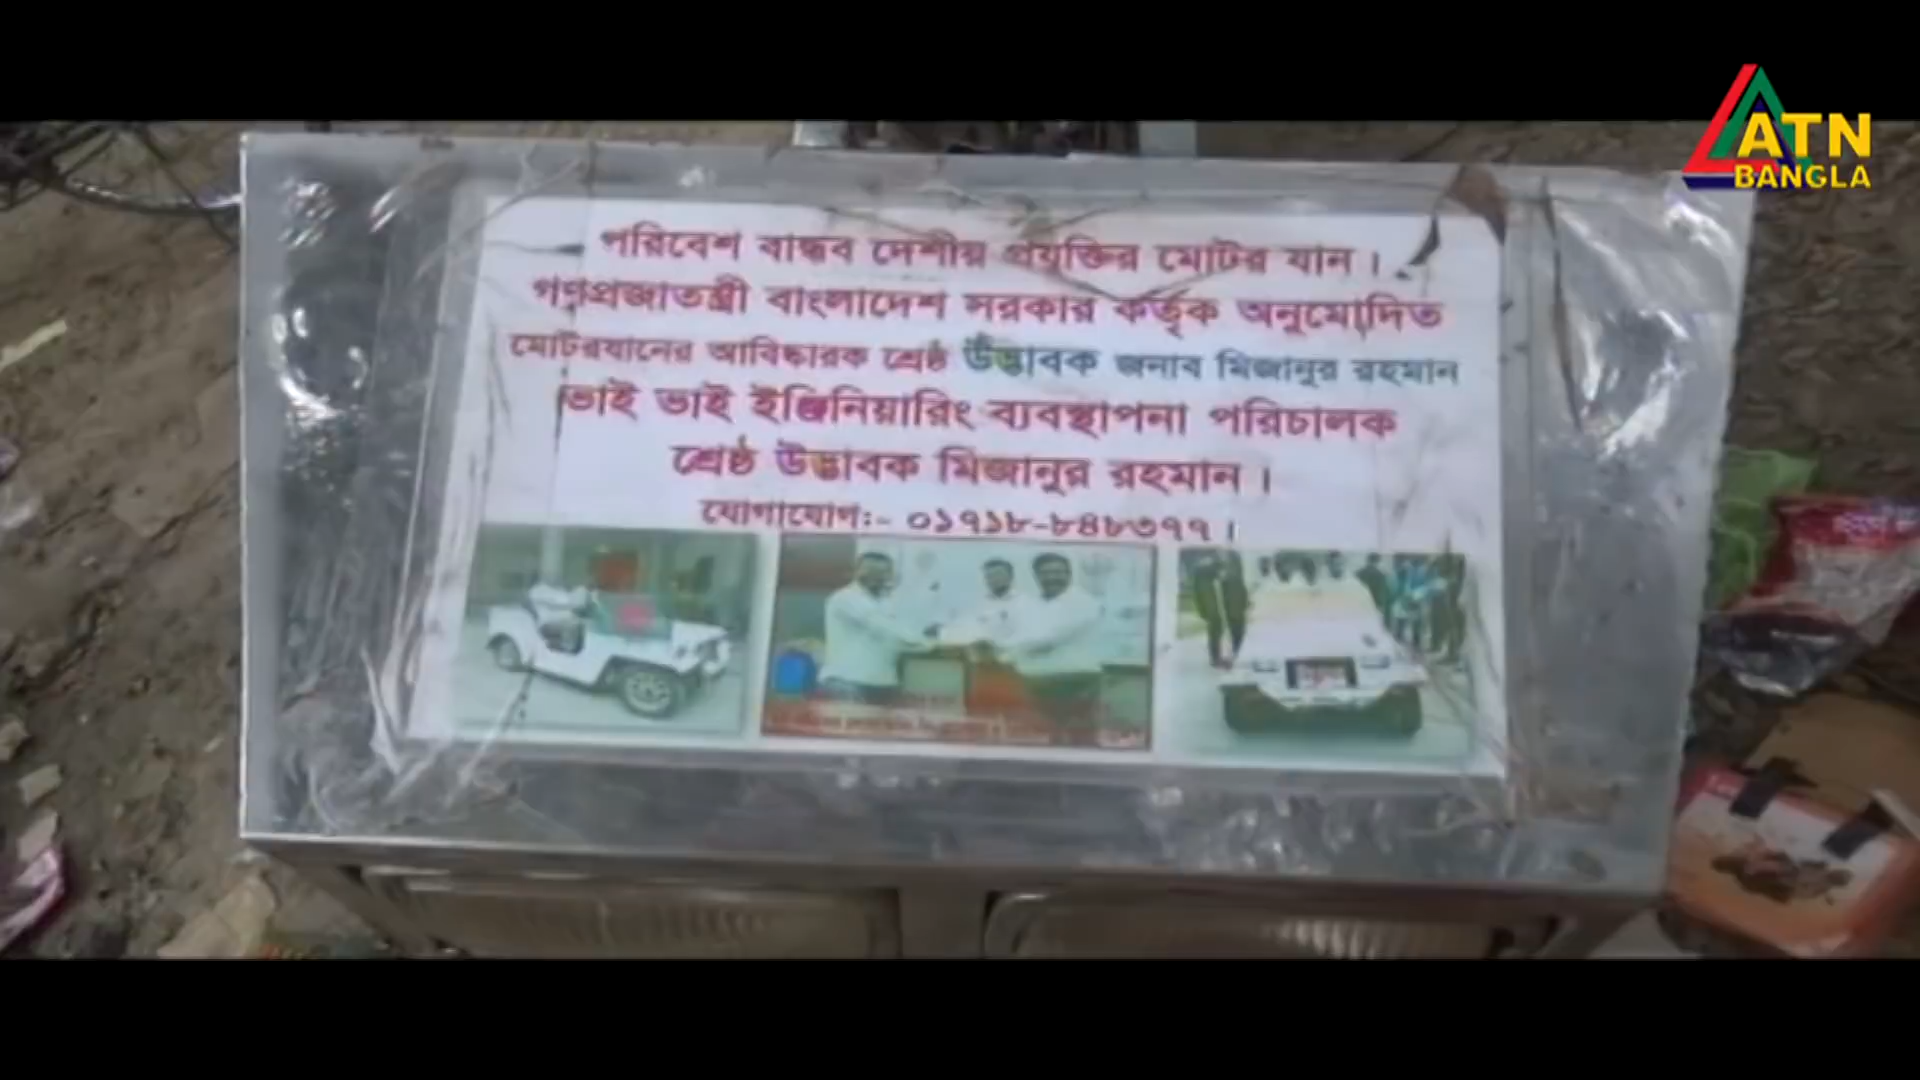 ATN
BANGLA
পরিবেশ বান্ধব দেশীয় প্রযুক্তির মোটর যান ।
গণপ্রজাতন্ত্রী বাংলাদেশ সরকার কর্তৃক অনুমোদিত
মোটরযানের আবিষ্কারক শ্রেষ্ঠ উদ্ভাবক জনাব মিজানুর রহমান
ভাই ভাই ইঞ্জিনিয়ারিং ব্যবস্থাপনা পরিচালক
শ্রেষ্ঠ উদ্ভাবক মিজানুর রহমান ।
যোগাযোগ:- ০১৭১৮-৮৪৮৩৭৭ ।